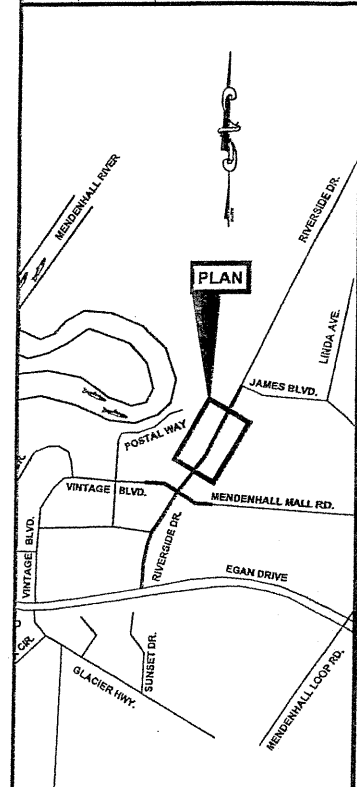 MENDENHALL RIVER
RIVERSIDE DR.
PLAN
LINDA AVE.
JAMES BLVD.
POSTAL WAY
VINTAGE BLVD.
MENDENHALL MALL RD.
RIVERSIDE DR.
VINTAGE BLVD.
EGAN DRIVE
CIR.
GLACIER HWY.
SUNSET DR.
MENDENHALL LOOP RD.